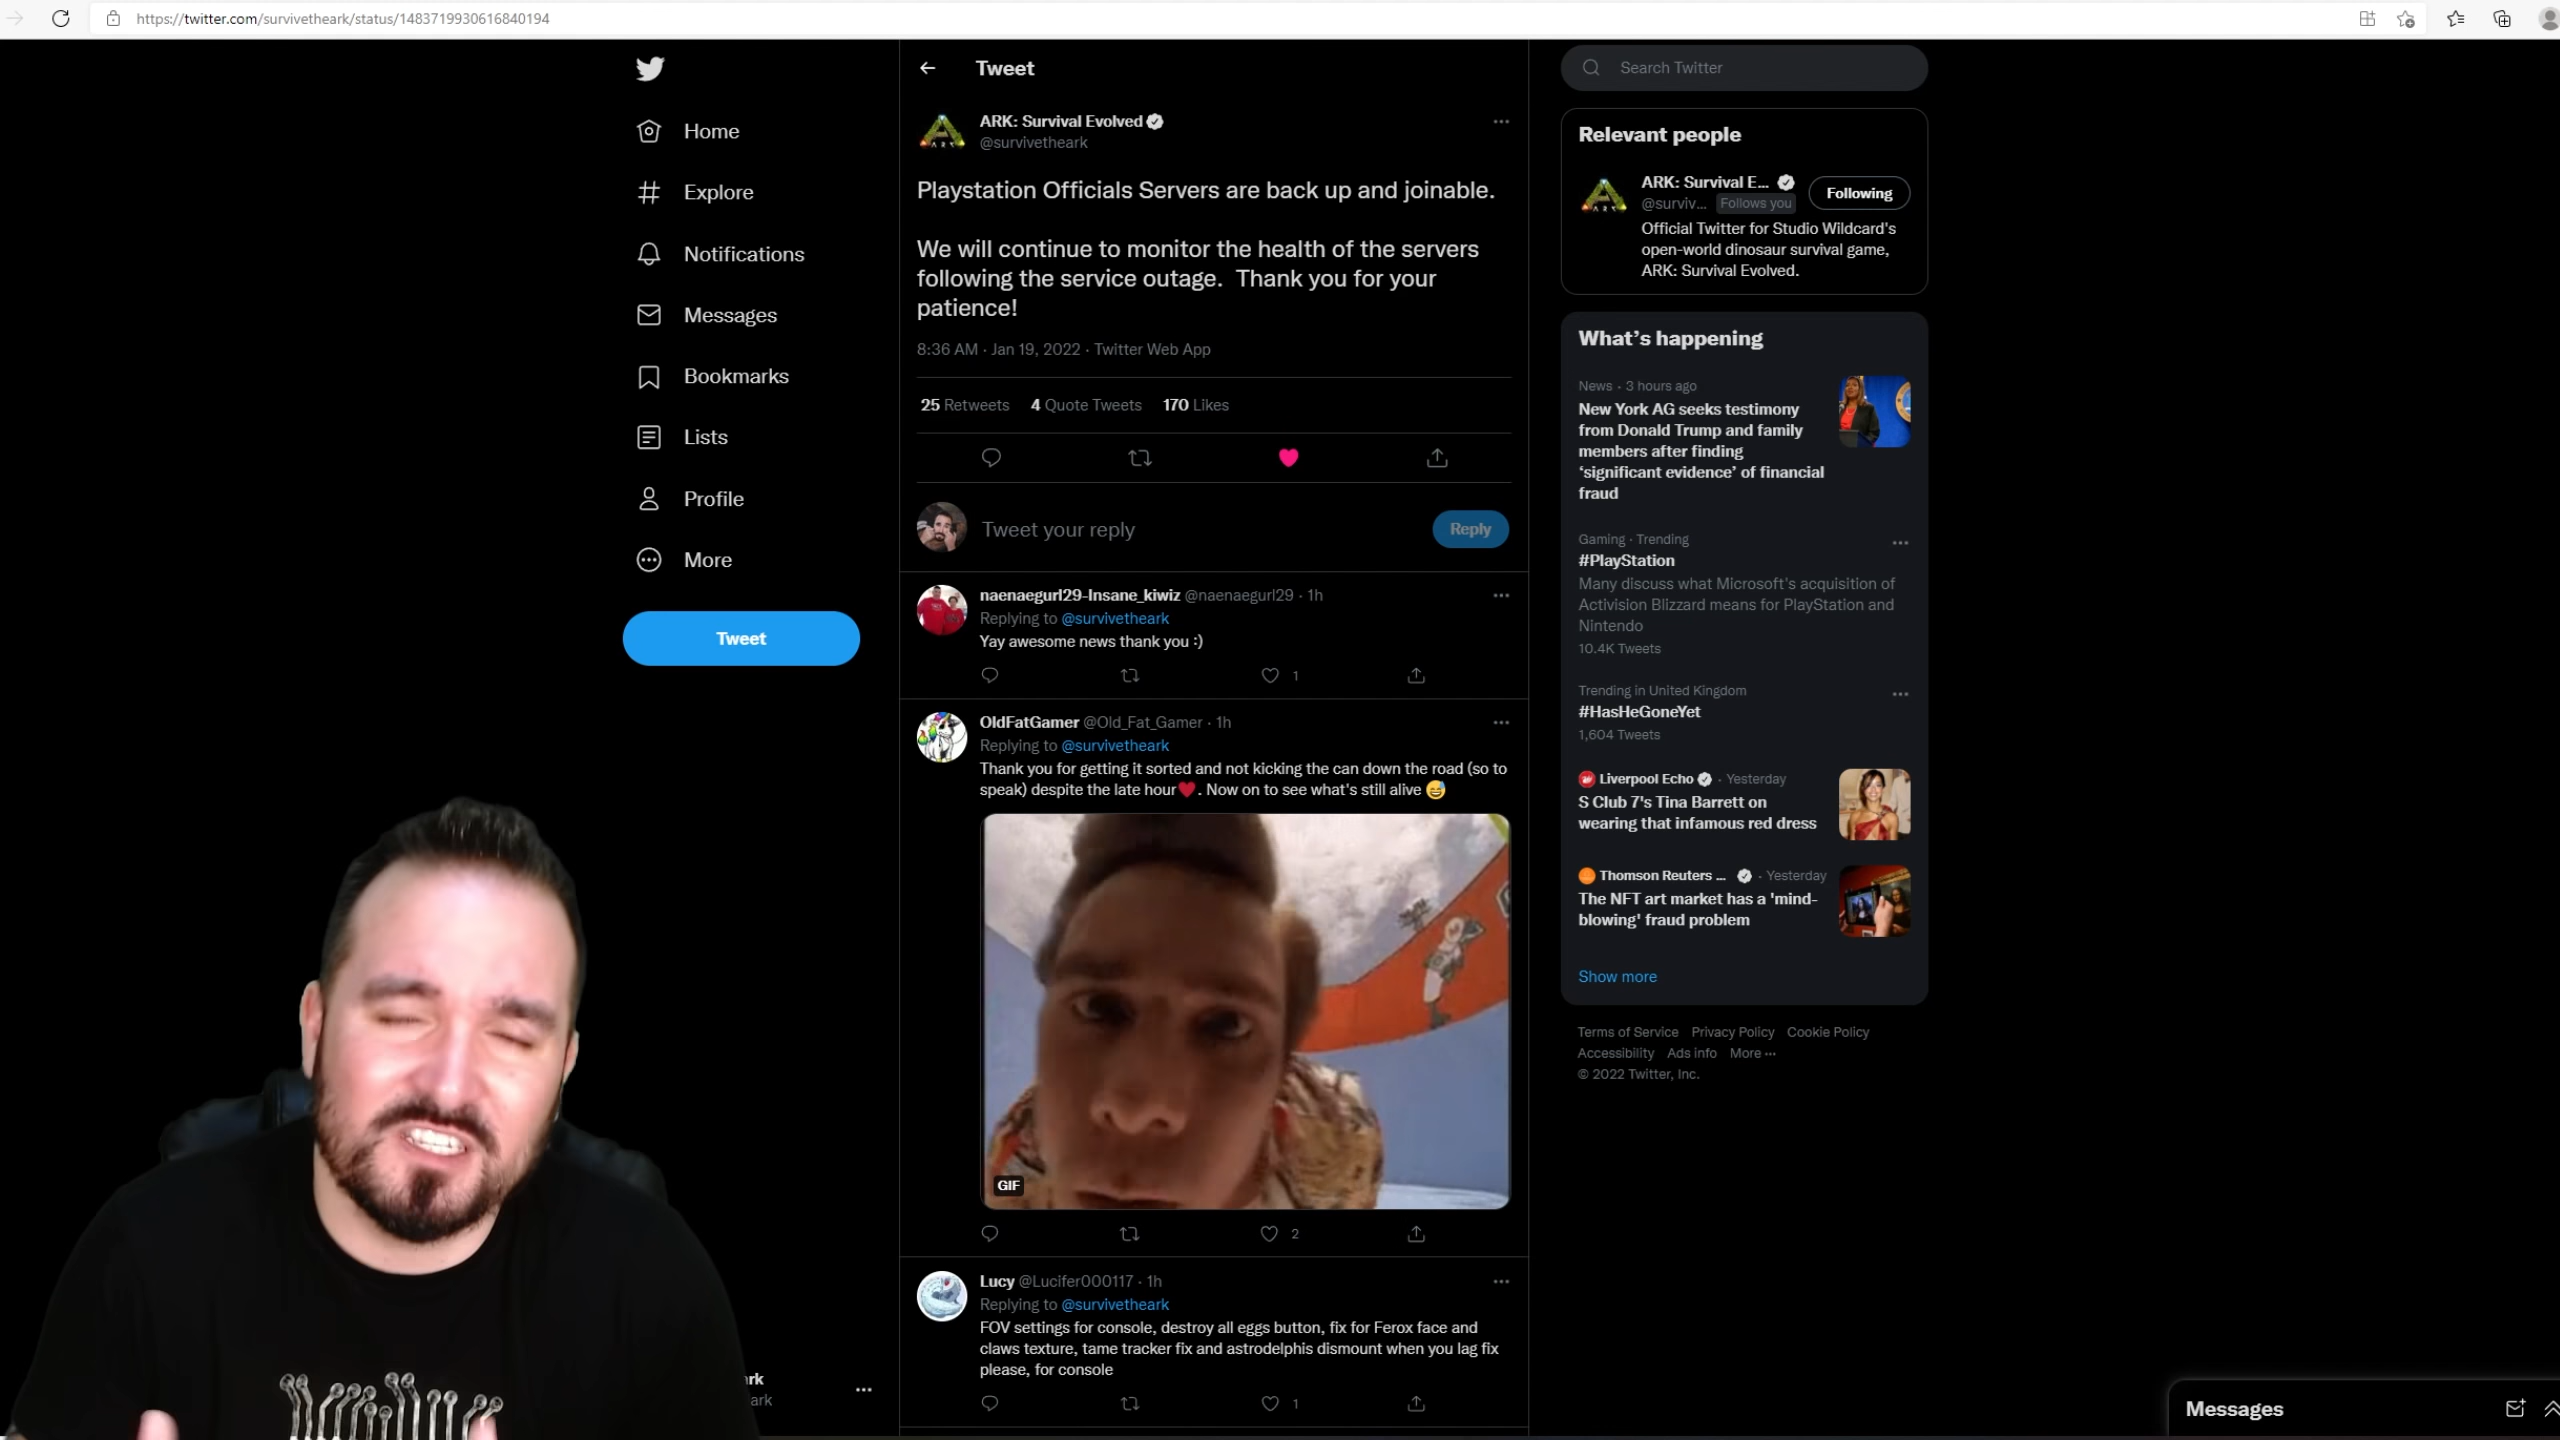 https://twitter.com/survivetheark/status/1483719930616840194
Home
Explore
Notifications
Messages
Bookmarks
Lists
Profile
More
Tweet
rk
ark
Tweet
ARK: Survival Evolved
@survivetheark
Playstation Officials Servers are back up and joinable.
We will continue to monitor the health of the servers
following the service outage.  Thank you for your
patience!
8:36 AM · Jan 19, 2022 · Twitter Web App
25 Retweets 4 Quote Tweets 170 Likes
Tweet your reply
Reply
naenaegurl29-Insane_kiwiz @naenaegurl29 · 1h
Replying to @survivetheark
Yay awesome news thank you :)
1
OldFatGamer @Old_Fat_Gamer · 1h
Replying to @survivetheark
Thank you for getting it sorted and not kicking the can down the road (so to
speak) despite the late hour❤️. Now on to see what's still alive 😅
GIF
2
Lucy @Lucifer000117 · 1h
Replying to @survivetheark
FOV settings for console, destroy all eggs button, fix for Ferox face and
claws texture, tame tracker fix and astrodelphis dismount when you lag fix
please, for console
1
Search Twitter
Relevant people
ARK: Survival E...
@surviv... Follows you
Following
Official Twitter for Studio Wildcard's
open-world dinosaur survival game,
ARK: Survival Evolved.
What's happening
News · 3 hours ago
New York AG seeks testimony
from Donald Trump and family
members after finding
‘significant evidence’ of financial
fraud
Gaming · Trending
#PlayStation
Many discuss what Microsoft's acquisition of
Activision Blizzard means for PlayStation and
Nintendo
10.4K Tweets
Trending in United Kingdom
#HasHeGoneYet
1,604 Tweets
Liverpool Echo · Yesterday
S Club 7's Tina Barrett on
wearing that infamous red dress
Thomson Reuters ... · Yesterday
The NFT art market has a 'mind-
blowing' fraud problem
Show more
Terms of Service Privacy Policy Cookie Policy
Accessibility Ads info More ···
© 2022 Twitter, Inc.
Messages